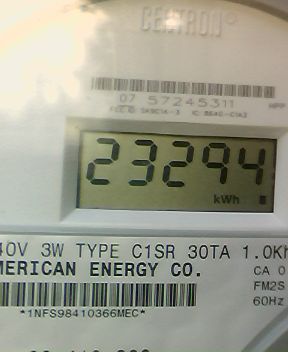 CENTRON
07 57245311
23294
kWh
40V 3W TYPE C1SR 30TA 1.0Kh
MERICAN ENERGY CO.
CA 0
FM2S
60Hz
*1NFS98410366MEC*